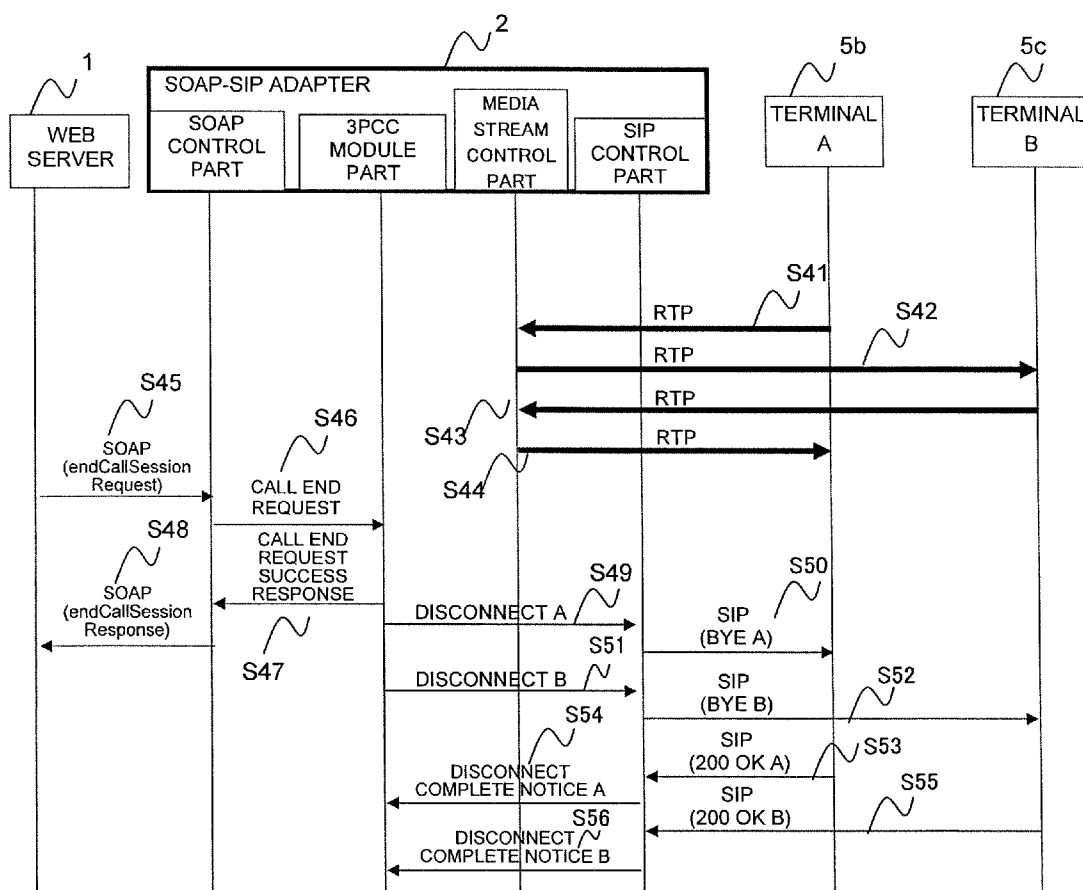 2
1
5b
5c
SOAP-SIP ADAPTER
WEB
SERVER
SOAP
CONTROL
PART
3PCC
MODULE
PART
MEDIA
STREAM
CONTROL
PART
SIP
CONTROL
PART
TERMINAL
A
TERMINAL
B
S41
RTP
S42
RTP
S43
RTP
S44
RTP
S45
SOAP
(endCallSession
Request)
S46
CALL END
REQUEST
S48
SOAP
(endCallSession
Response)
CALL END
REQUEST
SUCCESS
RESPONSE
S47
S49
DISCONNECT A
S50
SIP
(BYE A)
S51
DISCONNECT B
S52
SIP
(BYE B)
S54
DISCONNECT
COMPLETE NOTICE A
S53
SIP
(200 OK A)
S55
SIP
(200 OK B)
S56
DISCONNECT
COMPLETE NOTICE B